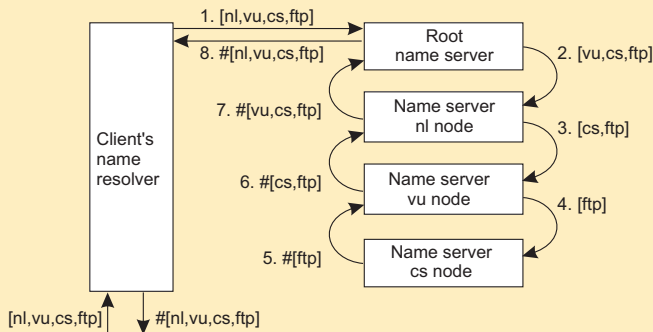 1. [nl,vu,cs,ftp]
8. #[nl,vu,cs,ftp]
Root
name server
2. [vu,cs,ftp]
7. #[vu,cs,ftp]
Name server
nl node
3. [cs,ftp]
Client's
name
resolver
6. #[cs,ftp]
Name server
vu node
4. [ftp]
5. #[ftp]
Name server
cs node
[nl,vu,cs,ftp]
#[nl,vu,cs,ftp]